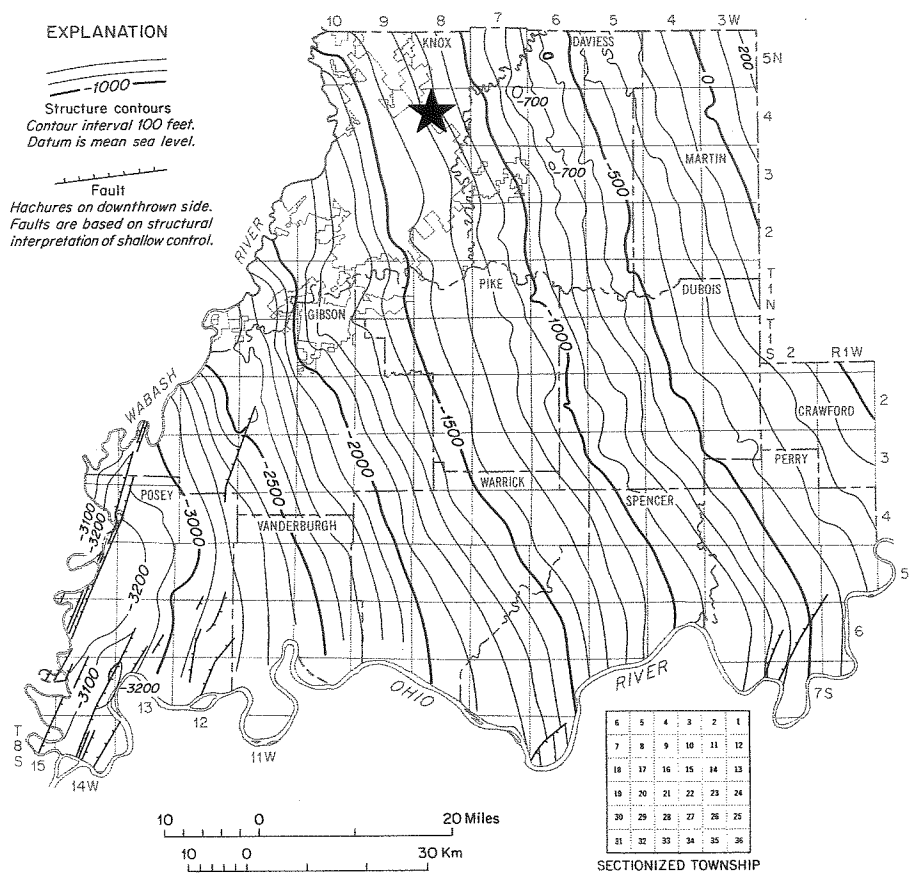 EXPLANATION
-1000
Structure contours
Contour interval 100 feet.
Datum is mean sea level.
Fault
Hachures on downthrown side.
Faults are based on structural
interpretation of shallow control.
10 9 8 7 6 5 4 3W
KNOX DAVIESS
0 200 5N
-700
4
MARTIN
-700 -500
3
2
RIVER
T
1
N
PIKE DUBOIS
GIBSON
T
1
S
-1000
2 R1W
WABASH
CRAWFORD 2
-1500
-2000
PERRY 3
-2500
WARRICK
POSEY -3000 SPENCER 4
-3100
-3200
VANDERBURGH
5
-3200
6
-3100 -3200
OHIO RIVER
7S
13 12
T
8
S
15 14W 11W
6 5 4 3 2 1
7 8 9 10 11 12
18 17 16 15 14 13
19 20 21 22 23 24
30 29 28 27 26 25
31 32 33 34 35 36
SECTIONIZED TOWNSHIP
10 0 20 Miles
10 0 30 Km